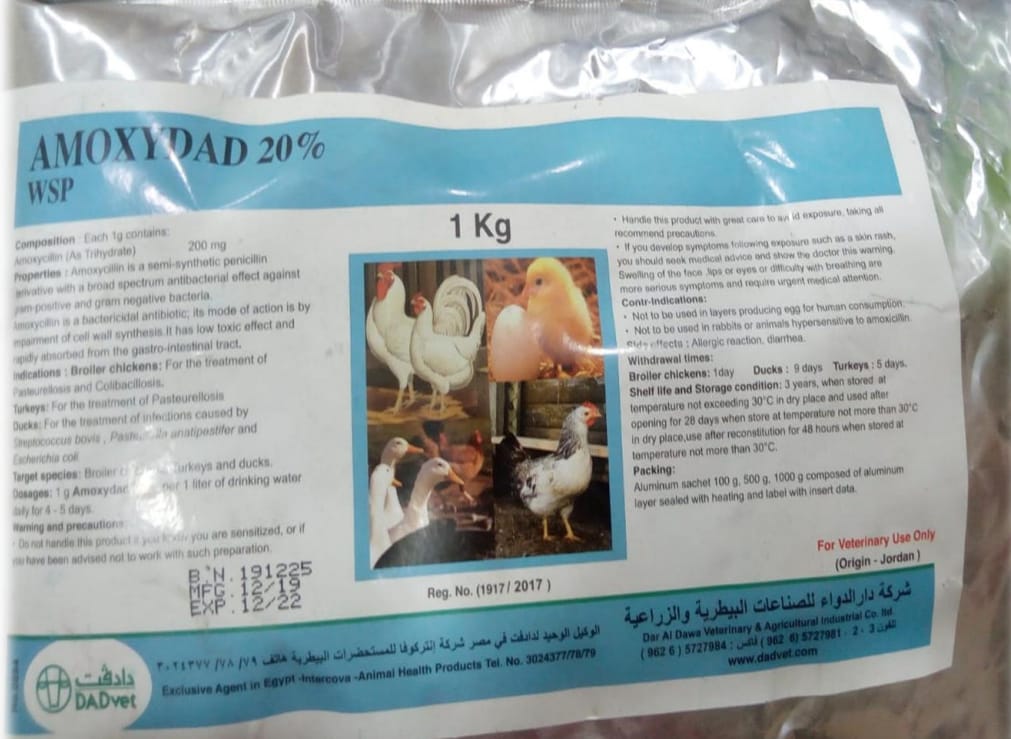 AMOXYDAD 20%
WSP
Composition : Each 1g contains:
Amoxycillin (As Trihydrate) 200 mg
Properties : Amoxycillin is a semi-synthetic penicillin
with a broad spectrum antibacterial effect against
gram-positive and gram negative bacteria.
Amoxycillin is a bactericidal antibiotic; its mode of action is by
impairment of cell wall synthesis.It has low toxic effect and
rapidly absorbed from the gastro-intestinal tract.
Indications : Broiler chickens: For the treatment of
Pasteurellosis and Colibacillosis.
Turkeys: For the treatment of Pasteurellosis
Ducks: For the treatment of infections caused by
Streptococcus bovis , anatipestifer and
Escherichia coli.
Target species: Broiler Turkeys and ducks.
Dosages: 1 g Amoxydad per 1 liter of drinking water
daily for 4 - 5 days.
Warning and precautions:
· Do not handle this product you are sensitized, or if
you have been advised not to work with such preparation.
B.N. 191225
MFG. 12/19
EXP. 12/22
1 Kg
Reg. No. (1917/ 2017 )
· Handle this product with great care to avoid exposure, taking all
recommend precautions.
· If you develop symptoms following exposure such as a skin rash,
you should seek medical advice and show the doctor this warning.
Swelling of the face ,lips or eyes or difficulty with breathing are
more serious symptoms and require urgent medical attention.
Contr-Indications:
· Not to be used in layers producing egg for human consumption.
· Not to be used in rabbits or animals hypersensitive to amoxicillin.
Side effects : Allergic reaction, diarrhea.
Withdrawal times:
Broiler chickens: 1day Ducks : 9 days Turkeys : 5 days.
Shelf life and Storage condition: 3 years, when stored at
temperature not exceeding 30°C in dry place and used after
opening for 28 days when store at temperature not more than 30°C
in dry place,use after reconstitution for 48 hours when stored at
temperature not more than 30°C.
Packing:
Aluminum sachet 100 g, 500 g, 1000 g composed of aluminum
layer sealed with heating and label with insert data.
For Veterinary Use Only
(Origin - Jordan )
شركة دار الدواء للصناعات البيطرية والزراعية
Dar Al Dawa Veterinary & Agricultural Industrial Co. ltd.
تلفون 3 - 2 - 5727981 (6 962) فاكس : 5727984 (6 962)
www.dadvet.com
الوكيل الوحيد لدادفت في مصر شركة إنتركوفا للمستحضرات البيطرية هاتف ٧٩/ ٧٨/ ٣٠٢٤٣٧٧
Exclusive Agent in Egypt -Intercova -Animal Health Products Tel. No. 3024377/78/79
دادفت
DADvet